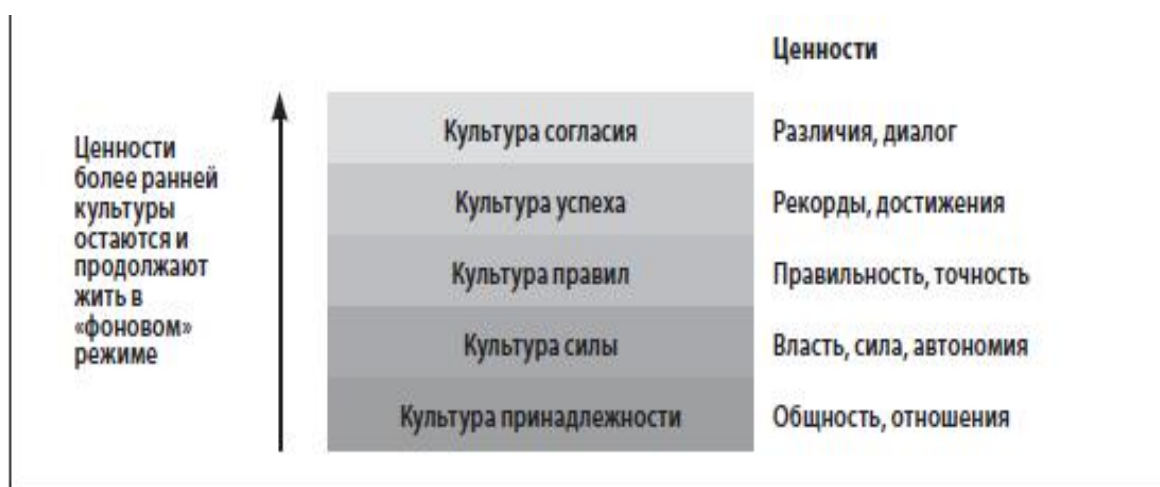 Ценности
Ценности
более ранней
культуры
остаются и
продолжают
жить в
«фоновом»
режиме
Культура согласия
Различия, диалог
Культура успеха
Рекорды, достижения
Культура правил
Правильность, точность
Культура силы
Власть, сила, автономия
Культура принадлежности
Общность, отношения